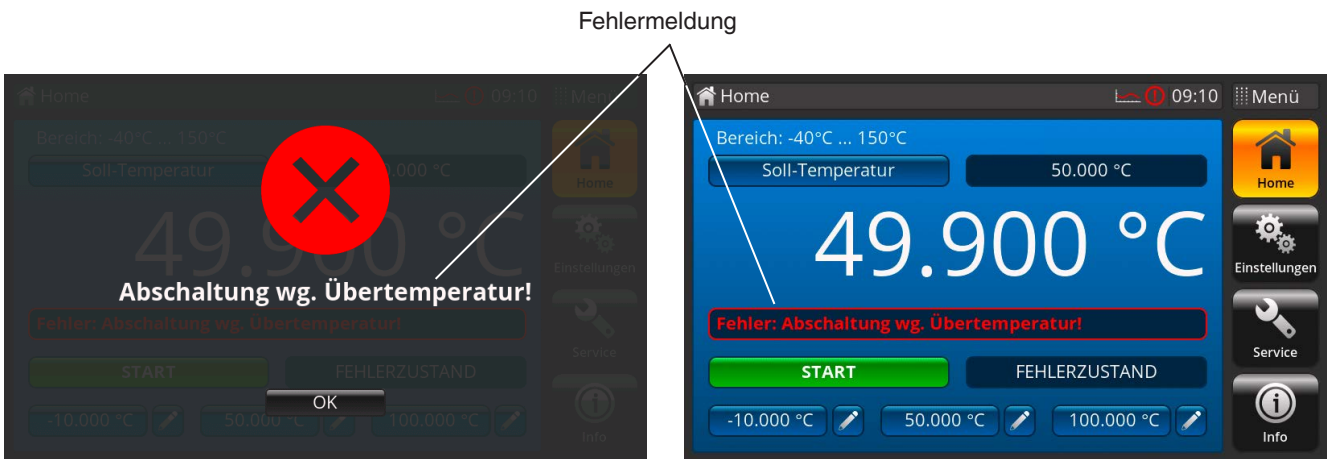 Fehlermeldung
Home
09:10
Menü
Bereich: -40°C ... 150°C
Soll-Temperatur
.000 °C
Home
49.900 °C
Einstellungen
Abschaltung wg. Übertemperatur!
Fehler: Abschaltung wg. Übertemperatur!
Service
START
FEHLERZUSTAND
OK
-10.000 °C
50.000 °C
100.000 °C
Info
Home
09:10
Menü
Bereich: -40°C ... 150°C
Soll-Temperatur
50.000 °C
Home
49.900 °C
Einstellungen
Fehler: Abschaltung wg. Übertemperatur!
Service
START
FEHLERZUSTAND
-10.000 °C
50.000 °C
100.000 °C
Info